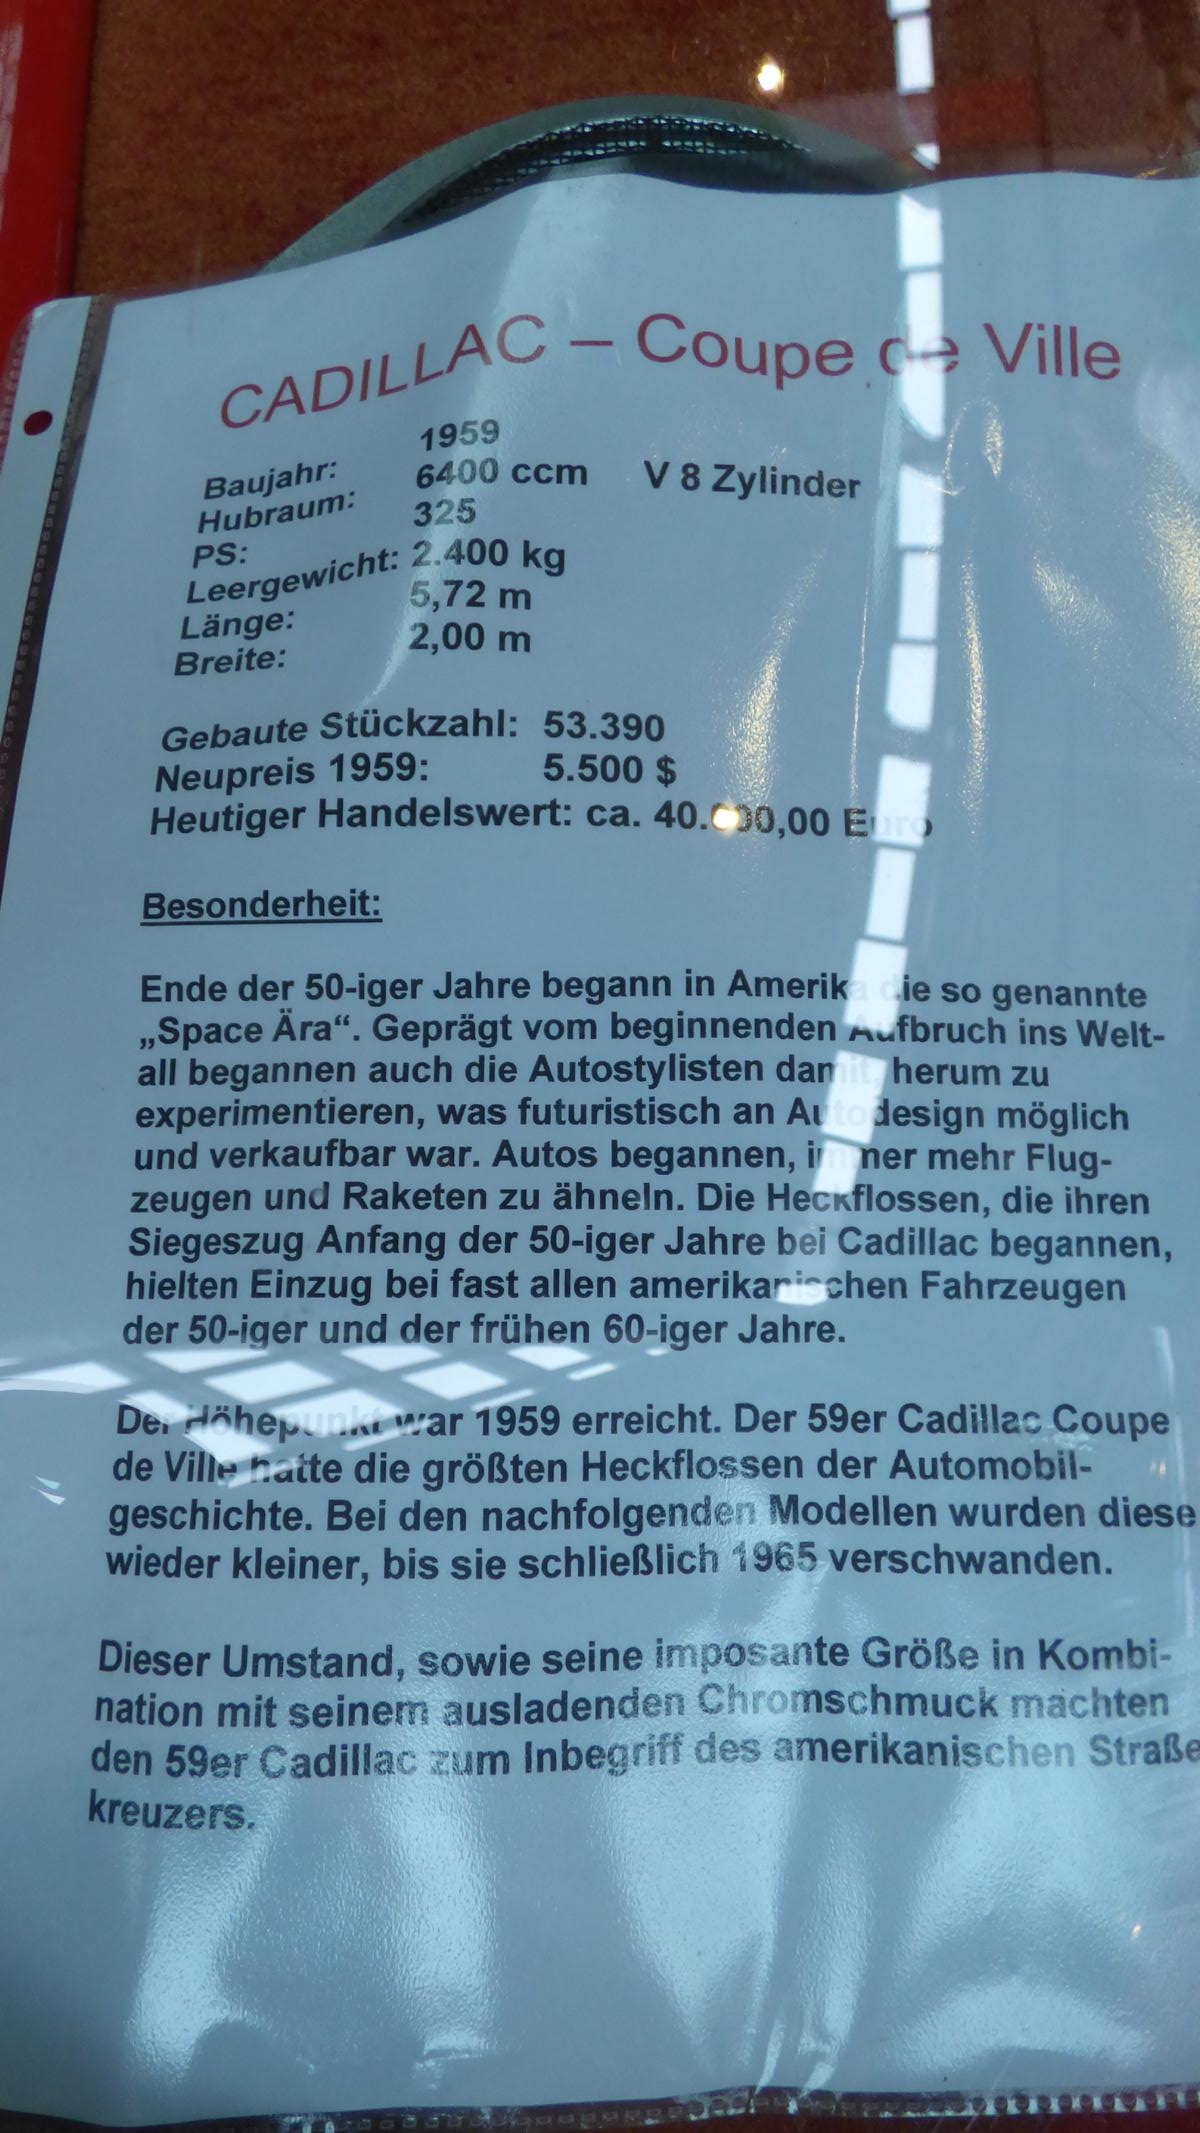 CADILLAC – Coupe de Ville
Baujahr: 1959
Hubraum: 6400 ccm V 8 Zylinder
PS: 325
Leergewicht: 2.400 kg
Länge: 5,72 m
Breite: 2,00 m
Gebaute Stückzahl: 53.390
Neupreis 1959: 5.500 $
Heutiger Handelswert: ca. 40.000,00 Euro
Besonderheit:
Ende der 50-iger Jahre begann in Amerika die so genannte
„Space Ära“. Geprägt vom beginnenden Aufbruch ins Welt-
all begannen auch die Autostylisten damit, herum zu
experimentieren, was futuristisch an Autodesign möglich
und verkaufbar war. Autos begannen, immer mehr Flug-
zeugen und Raketen zu ähneln. Die Heckflossen, die ihren
Siegeszug Anfang der 50-iger Jahre bei Cadillac begannen,
hielten Einzug bei fast allen amerikanischen Fahrzeugen
der 50-iger und der frühen 60-iger Jahre.
Der Höhepunkt war 1959 erreicht. Der 59er Cadillac Coupe
de Ville hatte die größten Heckflossen der Automobil-
geschichte. Bei den nachfolgenden Modellen wurden diese
wieder kleiner, bis sie schließlich 1965 verschwanden.
Dieser Umstand, sowie seine imposante Größe in Kombi-
nation mit seinem ausladenden Chromschmuck machten
den 59er Cadillac zum Inbegriff des amerikanischen Straße
kreuzers.